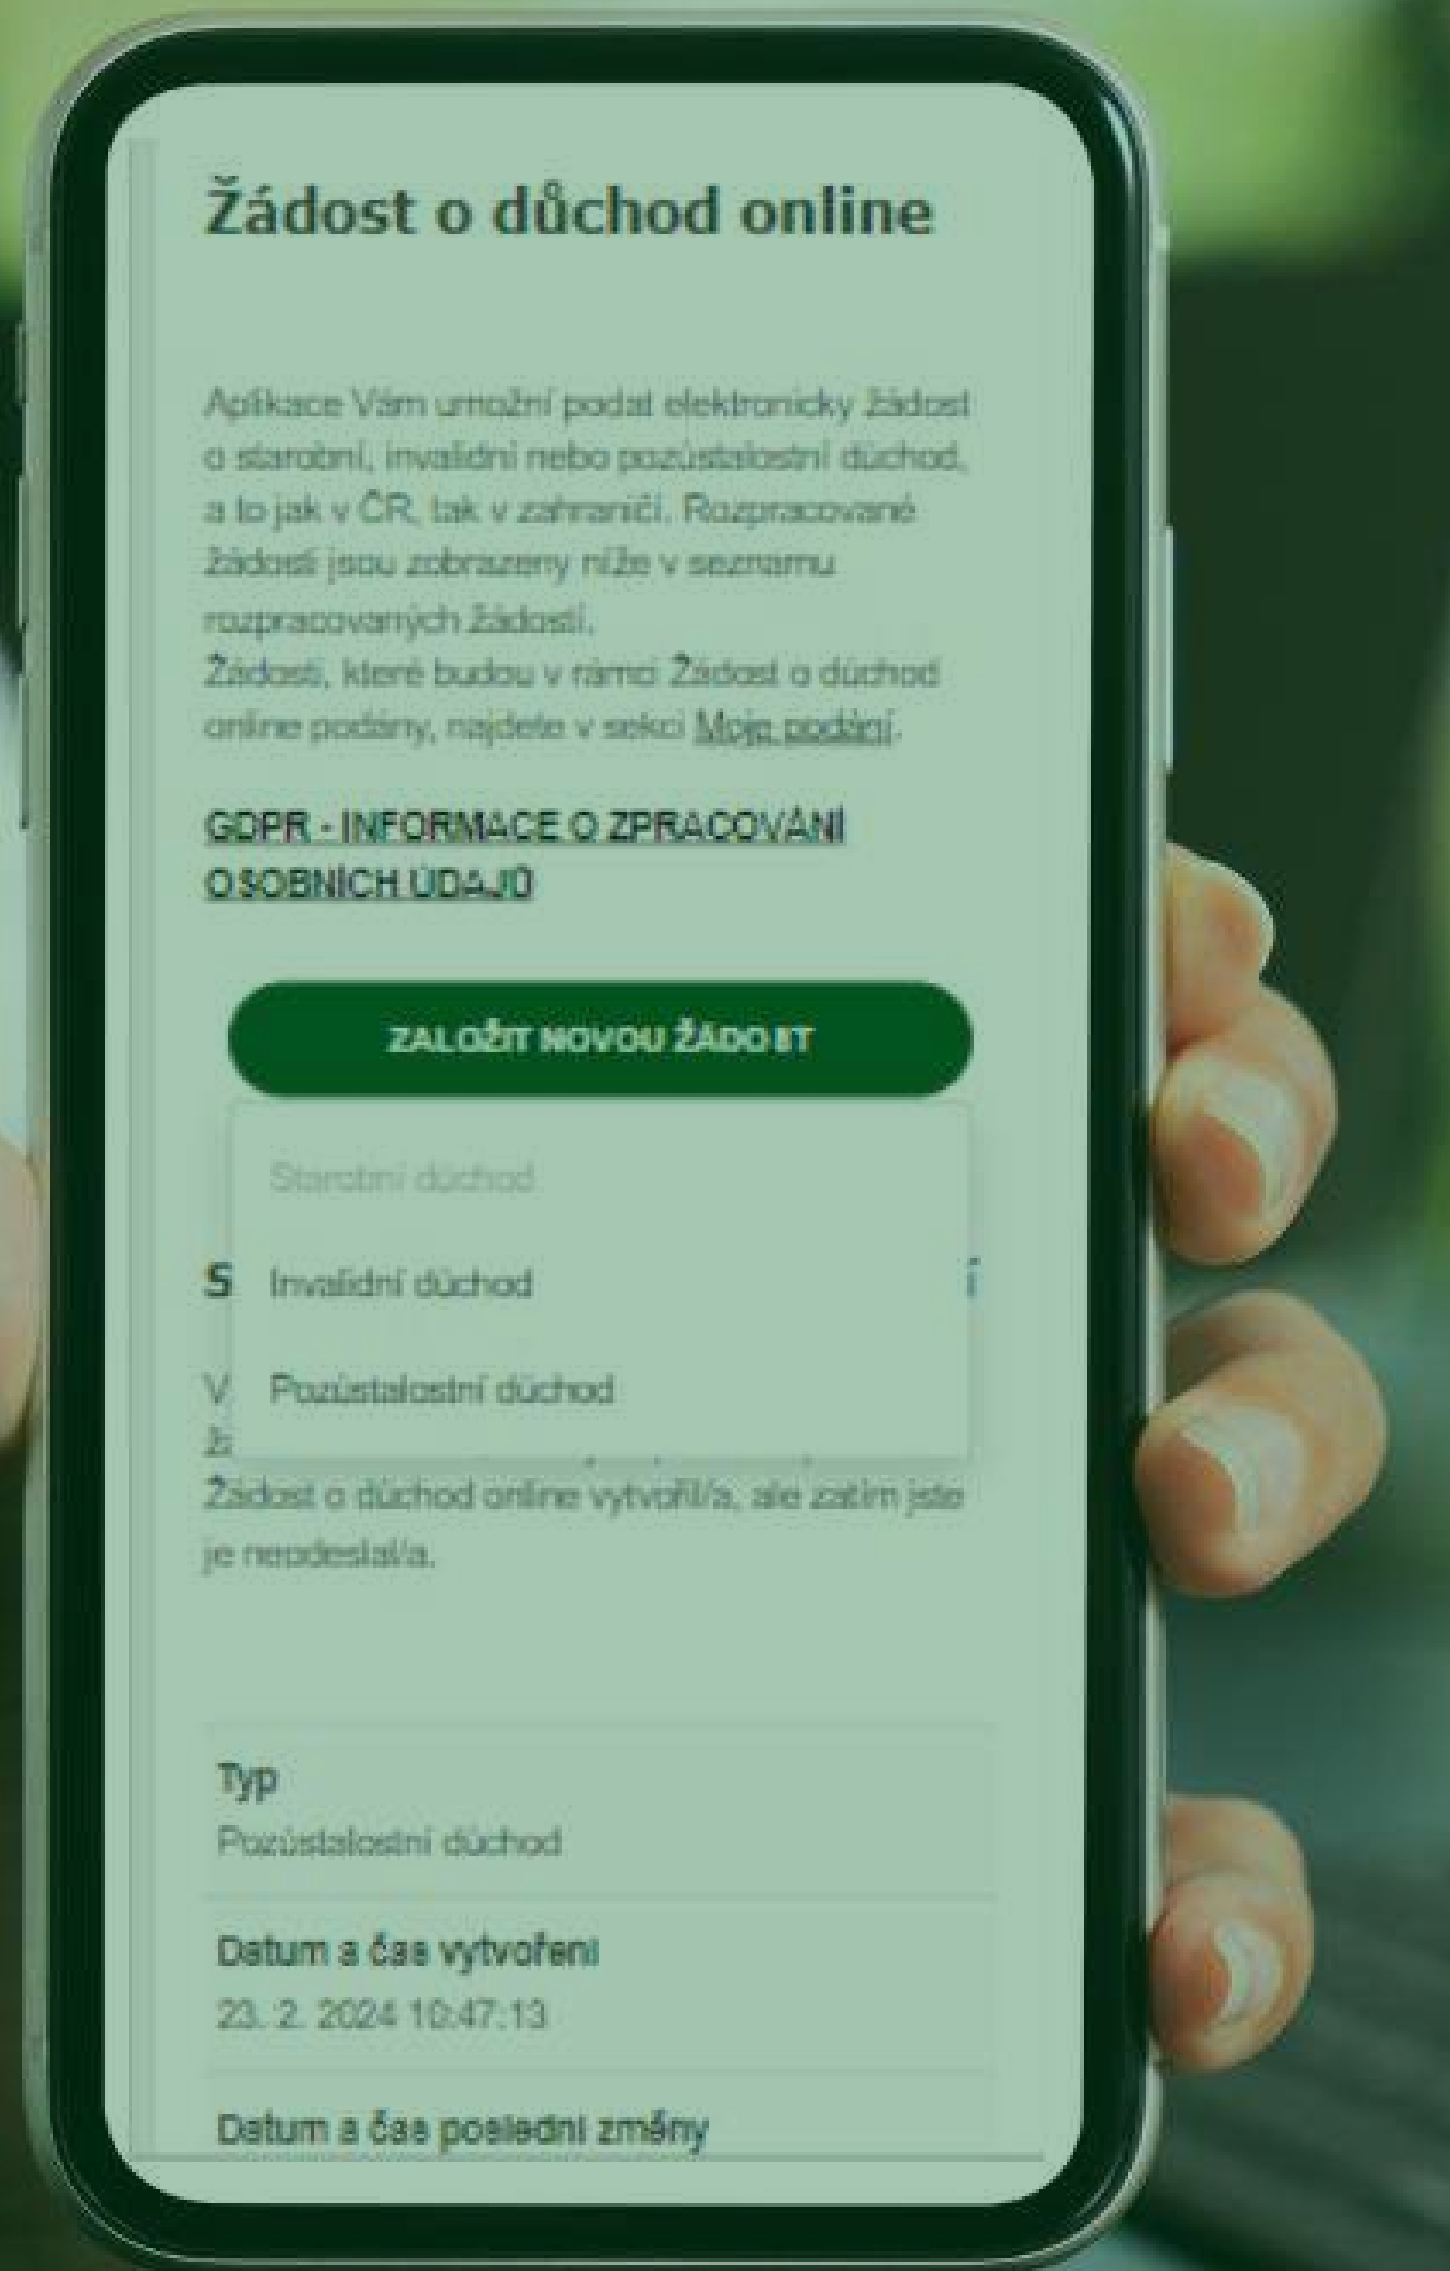 Žádost o důchod online
Aplikace Vám umožní podat elektronicky žádost
o starobní, invalidní nebo pozůstalostní důchod,
a to jak v ČR, tak v zahraničí. Rozpracované
žádosti jsou zobrazeny níže v seznamu
rozpracovaných žádostí.
Žádosti, které budou v rámci Žádost o důchod
online podány, najdete v sekci Moje podání.
GDPR - INFORMACE O ZPRACOVÁNÍ
OSOBNÍCH ÚDAJŮ
ZALOŽIT NOVOU ŽÁDOST
Starobní důchod
S Invalidní důchod í
V Pozůstalostní důchod
Žádost o důchod online vytvořil/a, ale zatím jste
je neodeslal/a.
Typ
Pozůstalostní důchod
Datum a čas vytvoření
23. 2. 2024 10:47:13
Datum a čas poslední změny